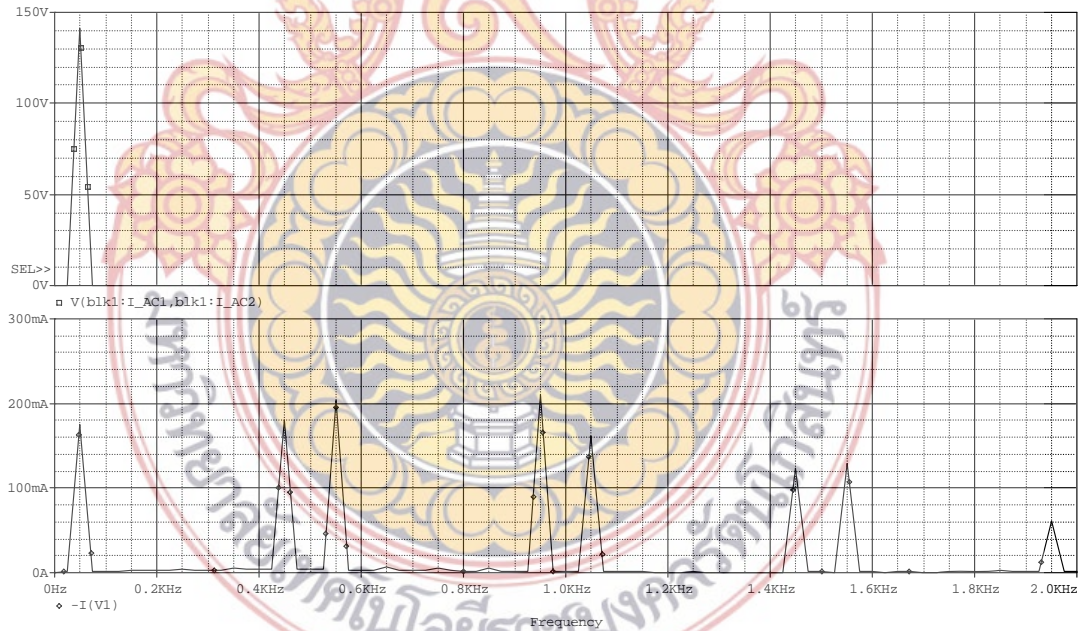 150V
100V
50V
SEL>>
0V
V(blk1:I_AC1,blk1:I_AC2)
300mA
200mA
100mA
0A
0Hz 0.2KHz 0.4KHz 0.6KHz 0.8KHz 1.0KHz 1.2KHz 1.4KHz 1.6KHz 1.8KHz 2.0KHz
-I(V1)
Frequency